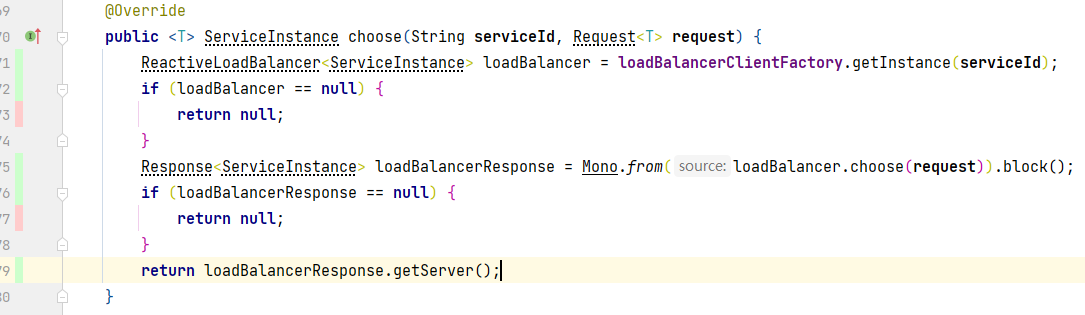 69 @Override
70 public <T> ServiceInstance choose(String serviceId, Request<T> request) {
71 ReactiveLoadBalancer<ServiceInstance> loadBalancer = loadBalancerClientFactory.getInstance(serviceId);
72 if (loadBalancer == null) {
73 return null;
74 }
75 Response<ServiceInstance> loadBalancerResponse = Mono.from( source: loadBalancer.choose(request)).block();
76 if (loadBalancerResponse == null) {
77 return null;
78 }
79 return loadBalancerResponse.getServer();
80 }